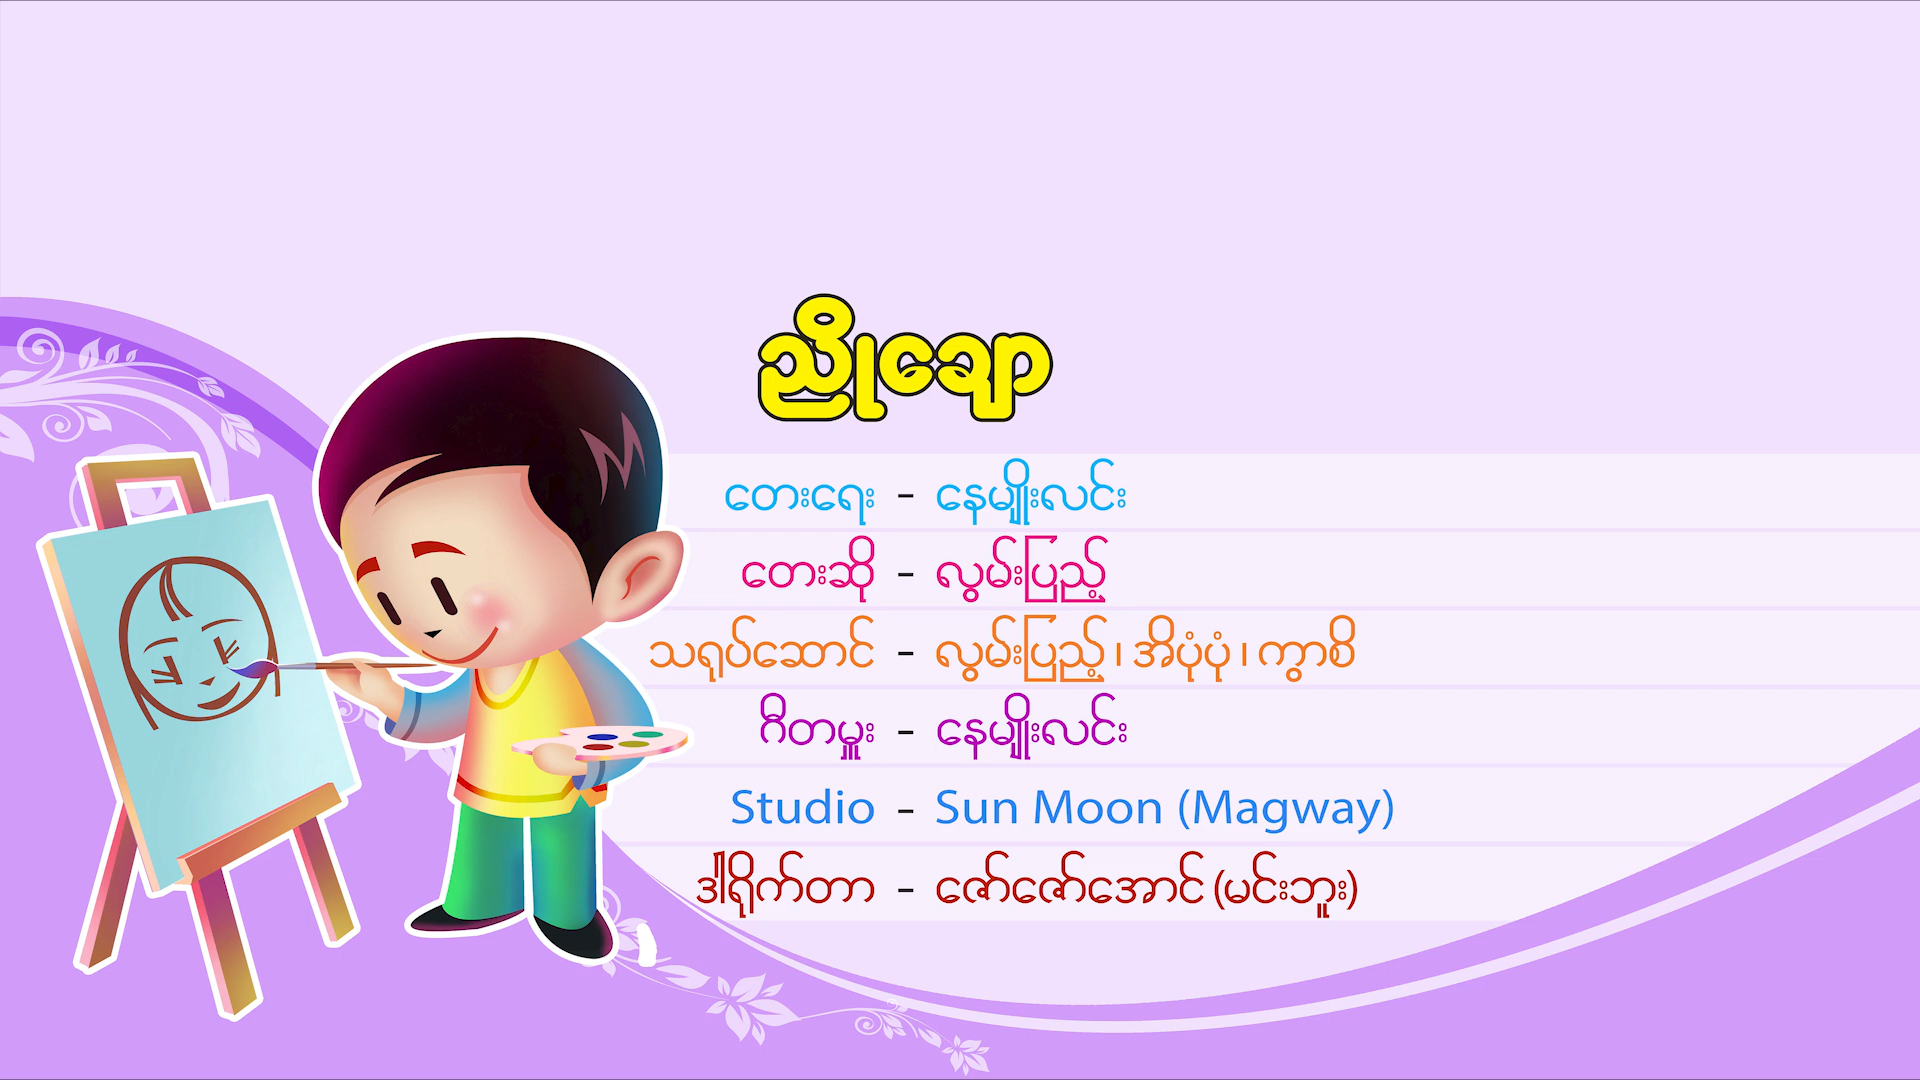 ညိုချော
တေးရေး - နေမျိုးလင်း
တေးဆို - လွမ်းပြည့်
သရုပ်ဆောင် - လွမ်းပြည့် ၊ အိပုံပုံ ၊ ကွာစိ
ဂီတမှူး - နေမျိုးလင်း
Studio - Sun Moon (Magway)
ဒါရိုက်တာ - ဇော်ဇော်အောင် (မင်းဘူး)